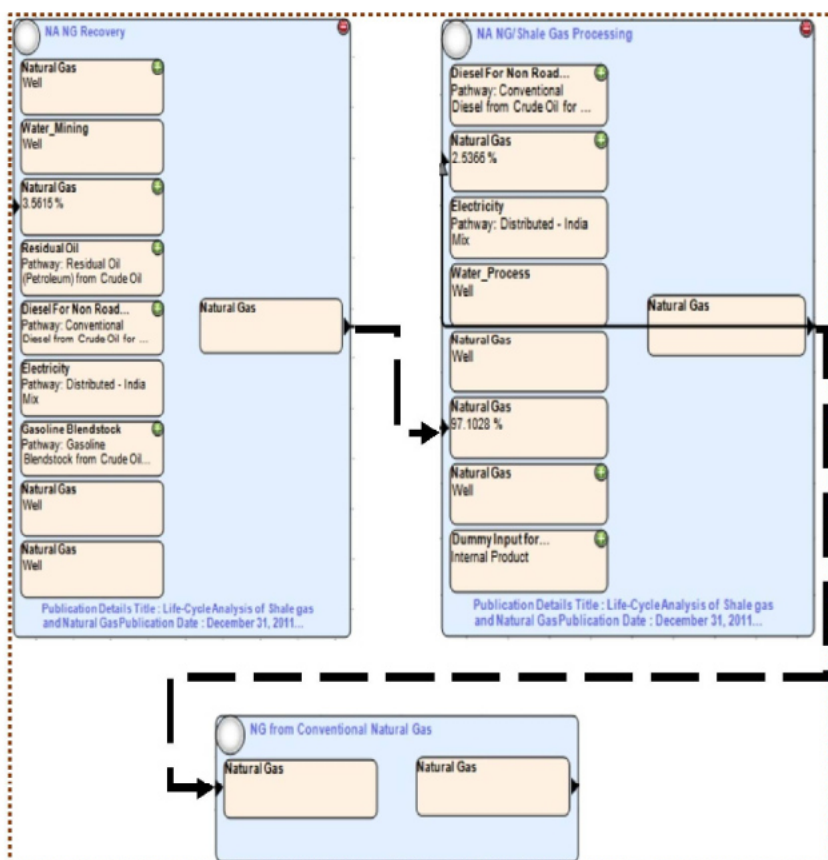 NA NG Recovery
Natural Gas
Well
Water_Mining
Well
Natural Gas
3.5615 %
Residual Oil
Pathway: Residual Oil
(Petroleum) from Crude Oil
Diesel For Non Road...
Pathway: Conventional
Diesel from Crude Oil for ...
Electricity
Pathway: Distributed - India
Mix
Gasoline Blendstock
Pathway: Gasoline
Blendstock from Crude Oil...
Natural Gas
Well
Natural Gas
Well
Natural Gas
Publication Details Title : Life-Cycle Analysis of Shale gas
and Natural Gas Publication Date : December 31, 2011...
NA NG/Shale Gas Processing
Diesel For Non Road...
Pathway: Conventional
Diesel from Crude Oil for ...
Natural Gas
2.5366 %
Electricity
Pathway: Distributed - India
Mix
Water_Process
Well
Natural Gas
Well
Natural Gas
97.1028 %
Natural Gas
Well
Dummy Input for...
Internal Product
Natural Gas
Publication Details Title : Life-Cycle Analysis of Shale gas
and Natural Gas Publication Date : December 31, 2011...
NG from Conventional Natural Gas
Natural Gas
Natural Gas